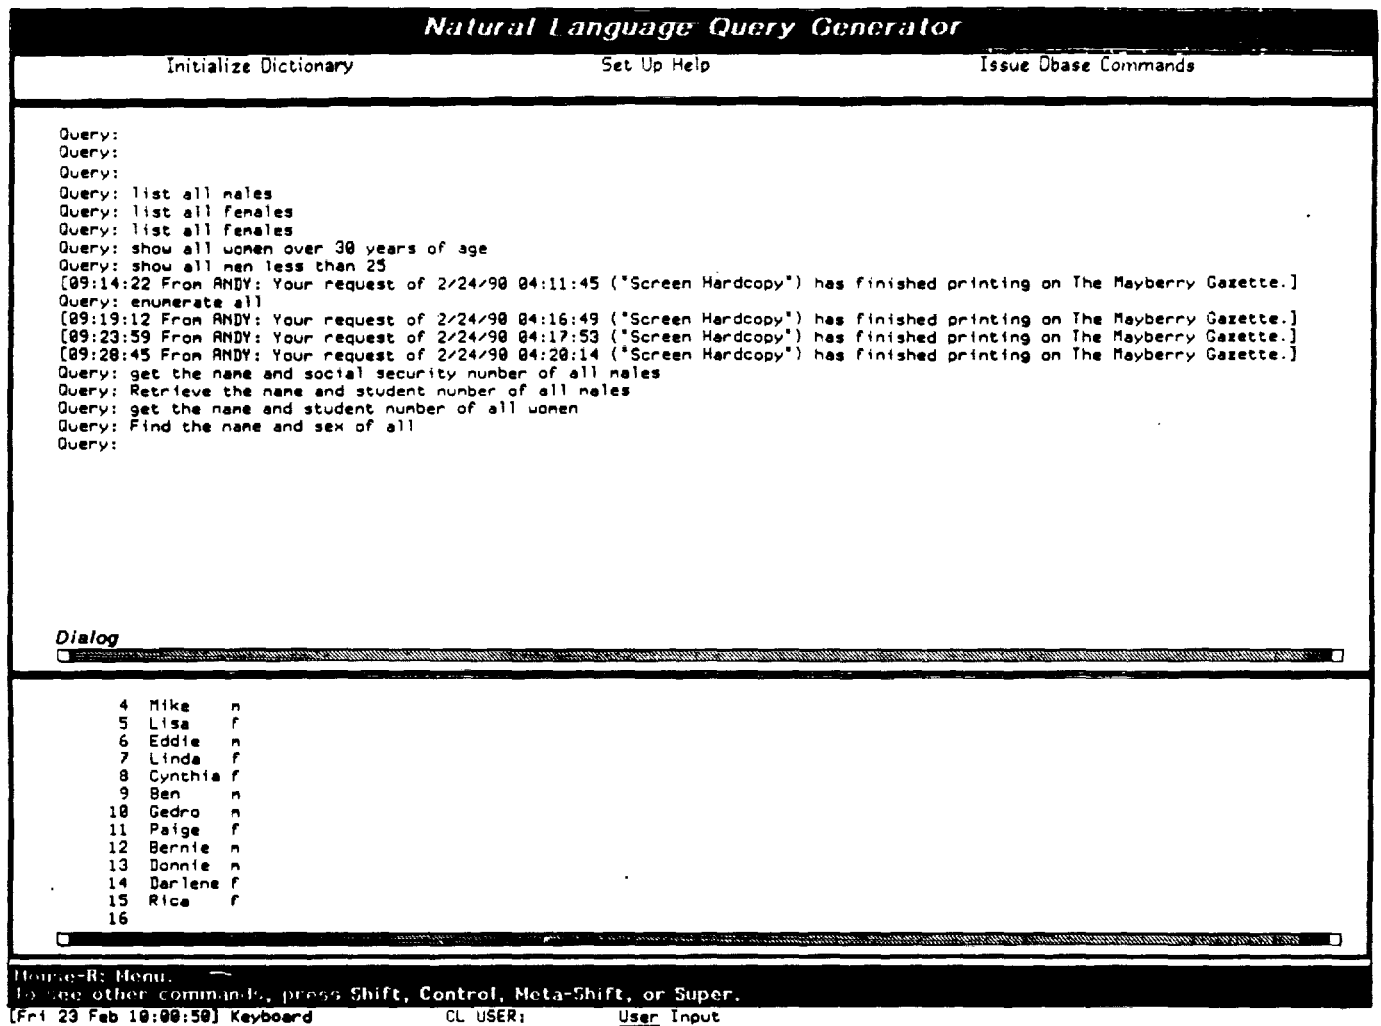 Natural Language Query Generator
Initialize Dictionary Set Up Help Issue Dbase Commands
Query:
Query:
Query:
Query: list all males
Query: list all females
Query: list all females
Query: show all women over 30 years of age
Query: show all men less than 25
[09:14:22 From ANDY: Your request of 2/24/90 04:11:45 ("Screen Hardcopy") has finished printing on The Mayberry Gazette.]
Query: enumerate all
[09:19:12 From ANDY: Your request of 2/24/90 04:16:49 ("Screen Hardcopy") has finished printing on The Mayberry Gazette.]
[09:23:59 From ANDY: Your request of 2/24/90 04:17:53 ("Screen Hardcopy") has finished printing on The Mayberry Gazette.]
[09:28:45 From ANDY: Your request of 2/24/90 04:20:14 ("Screen Hardcopy") has finished printing on The Mayberry Gazette.]
Query: get the name and social security number of all males
Query: Retrieve the name and student number of all males
Query: get the name and student number of all women
Query: Find the name and sex of all
Query:
Dialog
4 Mike m
5 Lisa f
6 Eddie m
7 Linda f
8 Cynthia f
9 Ben m
10 Gedro m
11 Paige f
12 Bernie m
13 Donnie m
14 Darlene f
15 Rica f
16
Mouse-R: Menu.
To see other commands, press Shift, Control, Meta-Shift, or Super.
[Fri 23 Feb 10:00:50] Keyboard CL USER: User Input